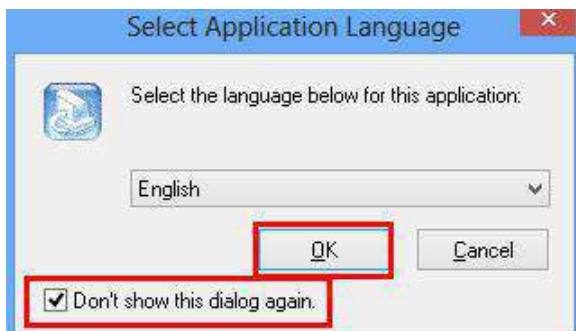 Select Application Language
Select the language below for this application:
English
OK
Cancel
Don't show this dialog again.